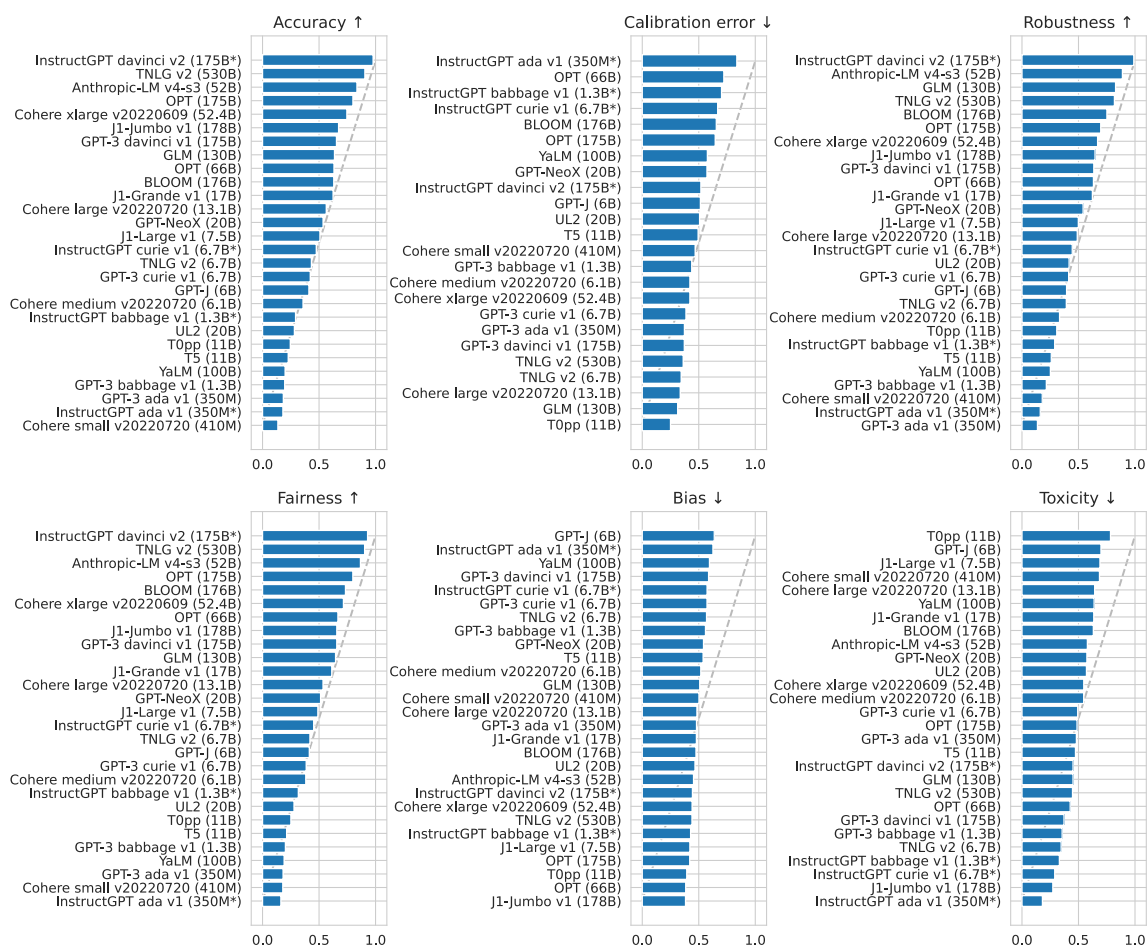 Accuracy ↑
InstructGPT davinci v2 (175B*)
TNLG v2 (530B)
Anthropic-LM v4-s3 (52B)
OPT (175B)
Cohere xlarge v20220609 (52.4B)
J1-Jumbo v1 (178B)
GPT-3 davinci v1 (175B)
GLM (130B)
OPT (66B)
BLOOM (176B)
J1-Grande v1 (17B)
Cohere large v20220720 (13.1B)
GPT-NeoX (20B)
J1-Large v1 (7.5B)
InstructGPT curie v1 (6.7B*)
TNLG v2 (6.7B)
GPT-3 curie v1 (6.7B)
GPT-J (6B)
Cohere medium v20220720 (6.1B)
InstructGPT babbage v1 (1.3B*)
UL2 (20B)
T0pp (11B)
T5 (11B)
YaLM (100B)
GPT-3 babbage v1 (1.3B)
GPT-3 ada v1 (350M)
InstructGPT ada v1 (350M*)
Cohere small v20220720 (410M)
0.0 0.5 1.0
Calibration error ↓
InstructGPT ada v1 (350M*)
OPT (66B)
InstructGPT babbage v1 (1.3B*)
InstructGPT curie v1 (6.7B*)
BLOOM (176B)
OPT (175B)
YaLM (100B)
GPT-NeoX (20B)
InstructGPT davinci v2 (175B*)
GPT-J (6B)
UL2 (20B)
T5 (11B)
Cohere small v20220720 (410M)
GPT-3 babbage v1 (1.3B)
Cohere medium v20220720 (6.1B)
Cohere xlarge v20220609 (52.4B)
GPT-3 curie v1 (6.7B)
GPT-3 ada v1 (350M)
GPT-3 davinci v1 (175B)
TNLG v2 (530B)
TNLG v2 (6.7B)
Cohere large v20220720 (13.1B)
GLM (130B)
T0pp (11B)
0.0 0.5 1.0
Robustness ↑
InstructGPT davinci v2 (175B*)
Anthropic-LM v4-s3 (52B)
GLM (130B)
TNLG v2 (530B)
BLOOM (176B)
OPT (175B)
Cohere xlarge v20220609 (52.4B)
J1-Jumbo v1 (178B)
GPT-3 davinci v1 (175B)
OPT (66B)
J1-Grande v1 (17B)
GPT-NeoX (20B)
J1-Large v1 (7.5B)
Cohere large v20220720 (13.1B)
InstructGPT curie v1 (6.7B*)
UL2 (20B)
GPT-3 curie v1 (6.7B)
GPT-J (6B)
TNLG v2 (6.7B)
Cohere medium v20220720 (6.1B)
T0pp (11B)
InstructGPT babbage v1 (1.3B*)
T5 (11B)
YaLM (100B)
GPT-3 babbage v1 (1.3B)
Cohere small v20220720 (410M)
InstructGPT ada v1 (350M*)
GPT-3 ada v1 (350M)
0.0 0.5 1.0
Fairness ↑
InstructGPT davinci v2 (175B*)
TNLG v2 (530B)
Anthropic-LM v4-s3 (52B)
OPT (175B)
BLOOM (176B)
Cohere xlarge v20220609 (52.4B)
OPT (66B)
J1-Jumbo v1 (178B)
GPT-3 davinci v1 (175B)
GLM (130B)
J1-Grande v1 (17B)
Cohere large v20220720 (13.1B)
GPT-NeoX (20B)
J1-Large v1 (7.5B)
InstructGPT curie v1 (6.7B*)
TNLG v2 (6.7B)
GPT-J (6B)
GPT-3 curie v1 (6.7B)
Cohere medium v20220720 (6.1B)
InstructGPT babbage v1 (1.3B*)
UL2 (20B)
T0pp (11B)
T5 (11B)
GPT-3 babbage v1 (1.3B)
YaLM (100B)
GPT-3 ada v1 (350M)
Cohere small v20220720 (410M)
InstructGPT ada v1 (350M*)
0.0 0.5 1.0
Bias ↓
GPT-J (6B)
InstructGPT ada v1 (350M*)
YaLM (100B)
GPT-3 davinci v1 (175B)
InstructGPT curie v1 (6.7B*)
GPT-3 curie v1 (6.7B)
TNLG v2 (6.7B)
GPT-3 babbage v1 (1.3B)
GPT-NeoX (20B)
T5 (11B)
Cohere medium v20220720 (6.1B)
GLM (130B)
Cohere small v20220720 (410M)
Cohere large v20220720 (13.1B)
GPT-3 ada v1 (350M)
J1-Grande v1 (17B)
BLOOM (176B)
UL2 (20B)
Anthropic-LM v4-s3 (52B)
InstructGPT davinci v2 (175B*)
Cohere xlarge v20220609 (52.4B)
TNLG v2 (530B)
InstructGPT babbage v1 (1.3B*)
J1-Large v1 (7.5B)
OPT (175B)
T0pp (11B)
OPT (66B)
J1-Jumbo v1 (178B)
0.0 0.5 1.0
Toxicity ↓
T0pp (11B)
GPT-J (6B)
J1-Large v1 (7.5B)
Cohere small v20220720 (410M)
Cohere large v20220720 (13.1B)
YaLM (100B)
J1-Grande v1 (17B)
BLOOM (176B)
Anthropic-LM v4-s3 (52B)
GPT-NeoX (20B)
UL2 (20B)
Cohere xlarge v20220609 (52.4B)
Cohere medium v20220720 (6.1B)
GPT-3 curie v1 (6.7B)
OPT (175B)
GPT-3 ada v1 (350M)
T5 (11B)
InstructGPT davinci v2 (175B*)
GLM (130B)
TNLG v2 (530B)
OPT (66B)
GPT-3 davinci v1 (175B)
GPT-3 babbage v1 (1.3B)
TNLG v2 (6.7B)
InstructGPT babbage v1 (1.3B*)
InstructGPT curie v1 (6.7B*)
J1-Jumbo v1 (178B)
InstructGPT ada v1 (350M*)
0.0 0.5 1.0